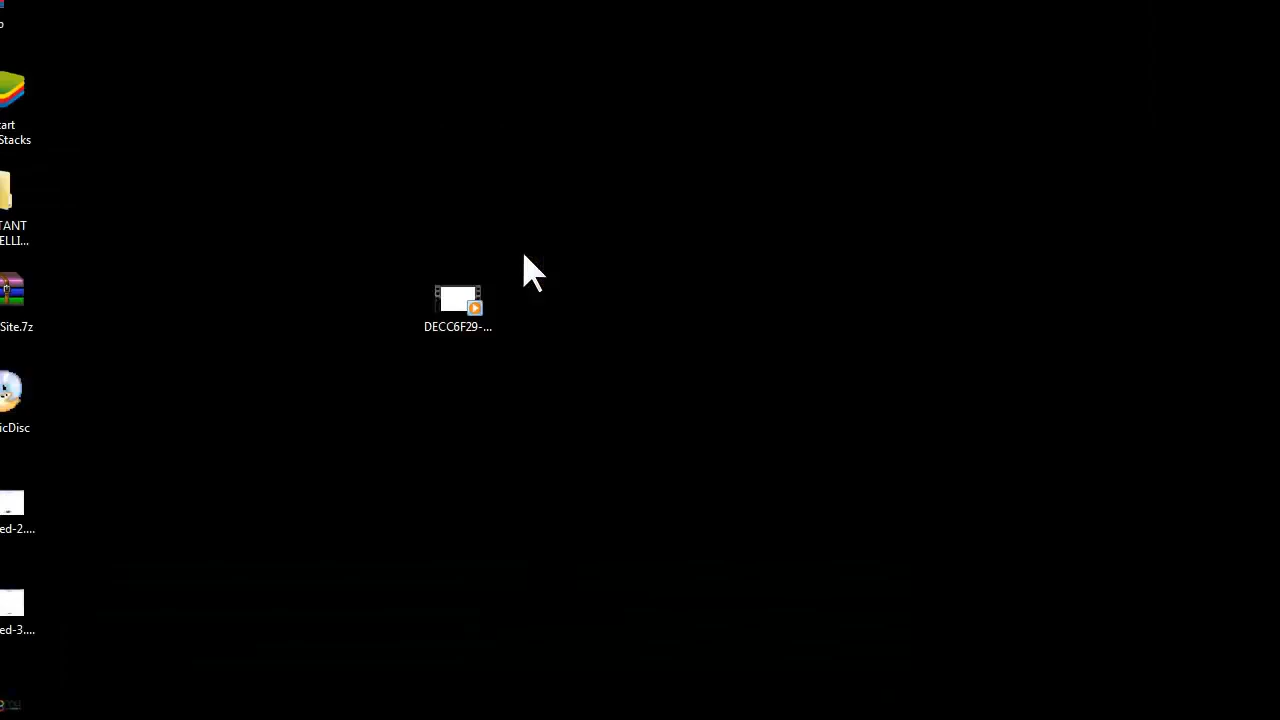 tart
Stacks
TANT
ELLI...
Site.7z
icDisc
ed-2....
ed-3....
DECC6F29-...